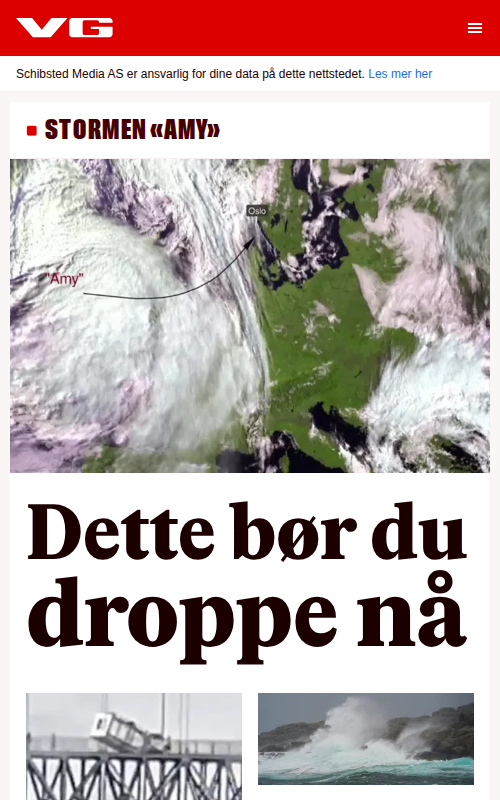 VG
Schibsted Media AS er ansvarlig for dine data på dette nettstedet. Les mer her
STORMEN «AMY»
Oslo
"Amy"
Dette bør du
droppe nå